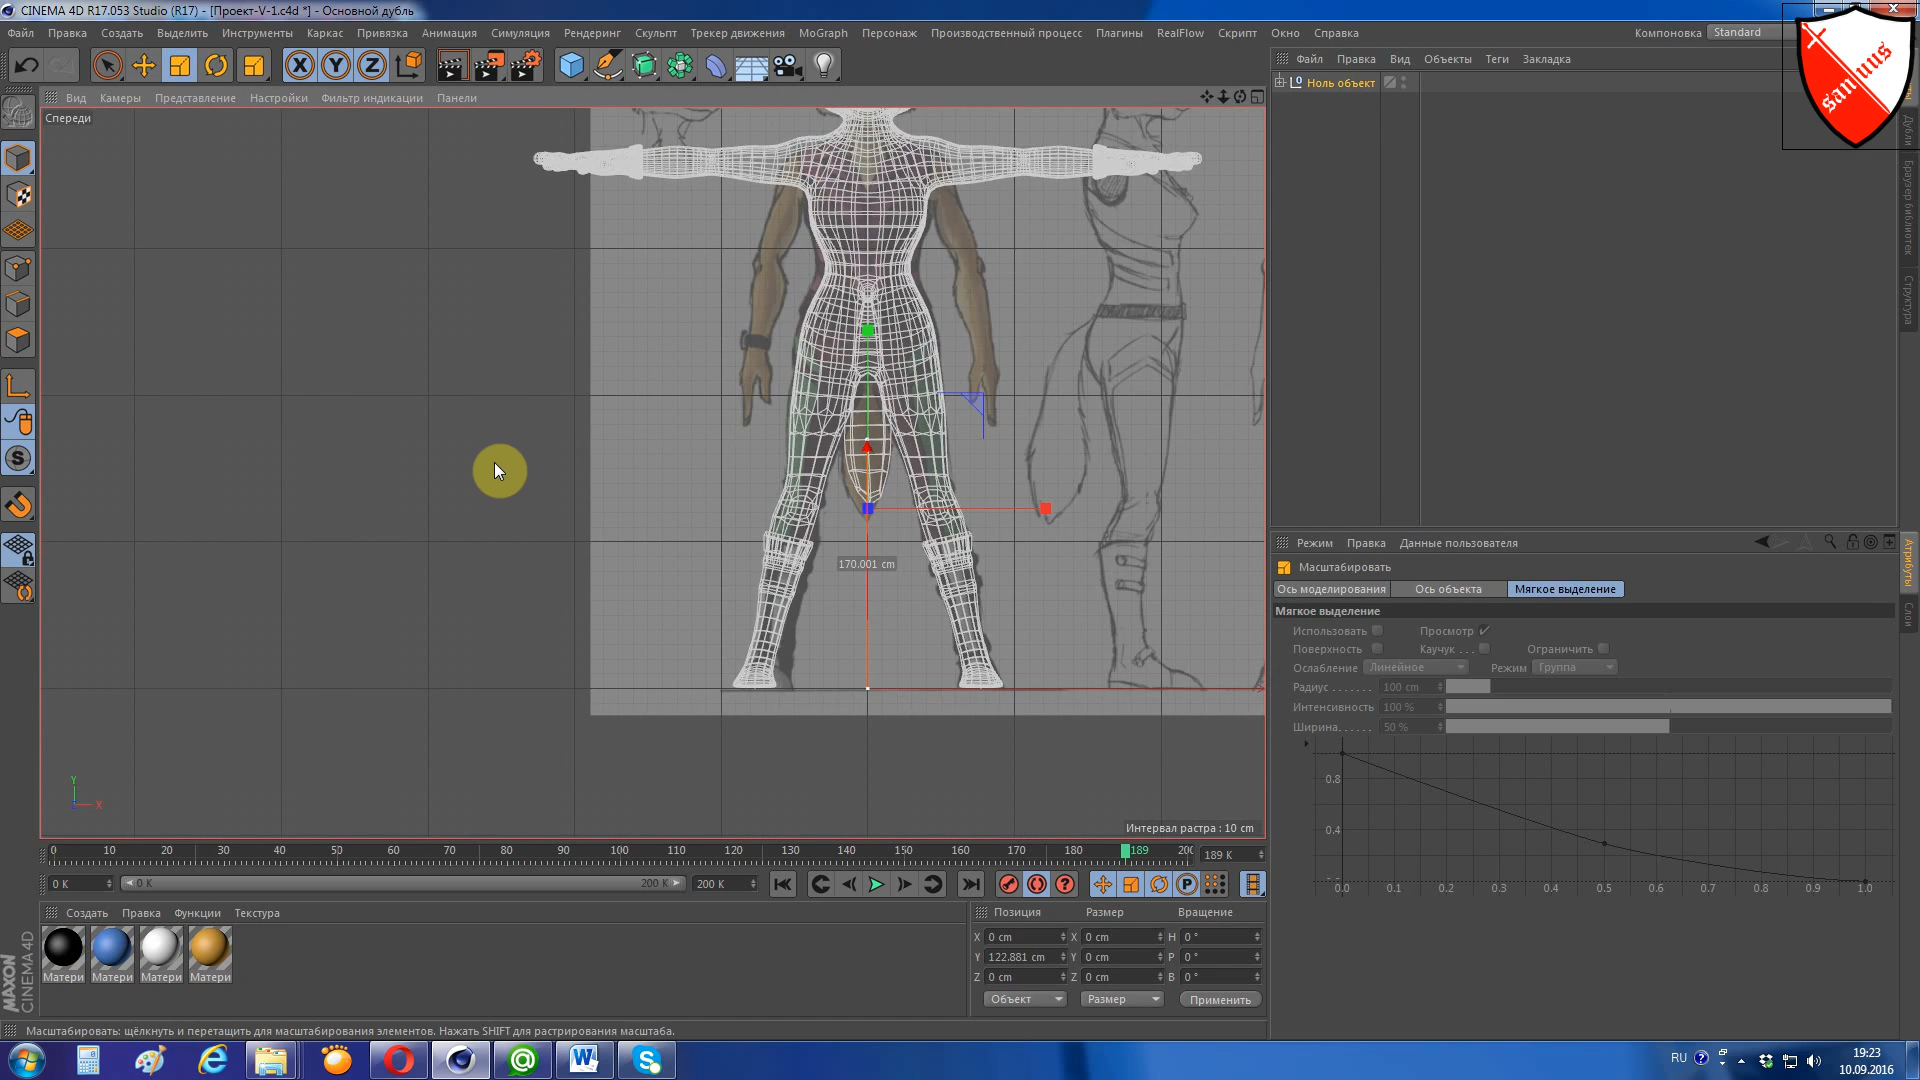 CINEMA 4D R17.053 Studio (R17) - [Проект-V-1.c4d *] - Основной дубль
Файл Правка Создать Выделить Инструменты Каркас Привязка Анимация Симуляция Рендеринг Скульпт Трекер движения MoGraph Персонаж Производственный процесс Плагины RealFlow Скрипт Окно Справка
Компоновка Standard
samuus
X Y Z
Вид Камеры Представление Настройки Фильтр индикации Панели
Файл Правка Вид Объекты Теги Закладка
Ноль объект
Спереди
Дубли
Браузер библиотек
Структура
170.001 cm
Y
X
Интервал растра : 10 cm
Режим Правка Данные пользователя
Масштабировать
Ось моделирования Ось объекта Мягкое выделение
Мягкое выделение
Использовать Просмотр
Поверхность Каучук . . . Ограничить
Ослабление Линейное Режим Группа
Радиус . . . . . . . 100 cm
Интенсивность 100 %
Ширина. . . . . . 50 %
Атрибуты
Слои
0.8
0.4
0.0 0.1 0.2 0.3 0.4 0.5 0.6 0.7 0.8 0.9 1.0
0 10 20 30 40 50 60 70 80 90 100 110 120 130 140 150 160 170 180 189 200
189 K
0 K 0 K 200 K 200 K
Создать Правка Функции Текстура
Матери Матери Матери Матери
Позиция Размер Вращение
X 0 cm X 0 cm H 0 °
Y 122.881 cm Y 0 cm P 0 °
Z 0 cm Z 0 cm B 0 °
Объект Размер Применить
MAXON
CINEMA 4D
Масштабировать: щёлкнуть и перетащить для масштабирования элементов. Нажать SHIFT для растрирования масштаба.
RU
19:23
10.09.2016